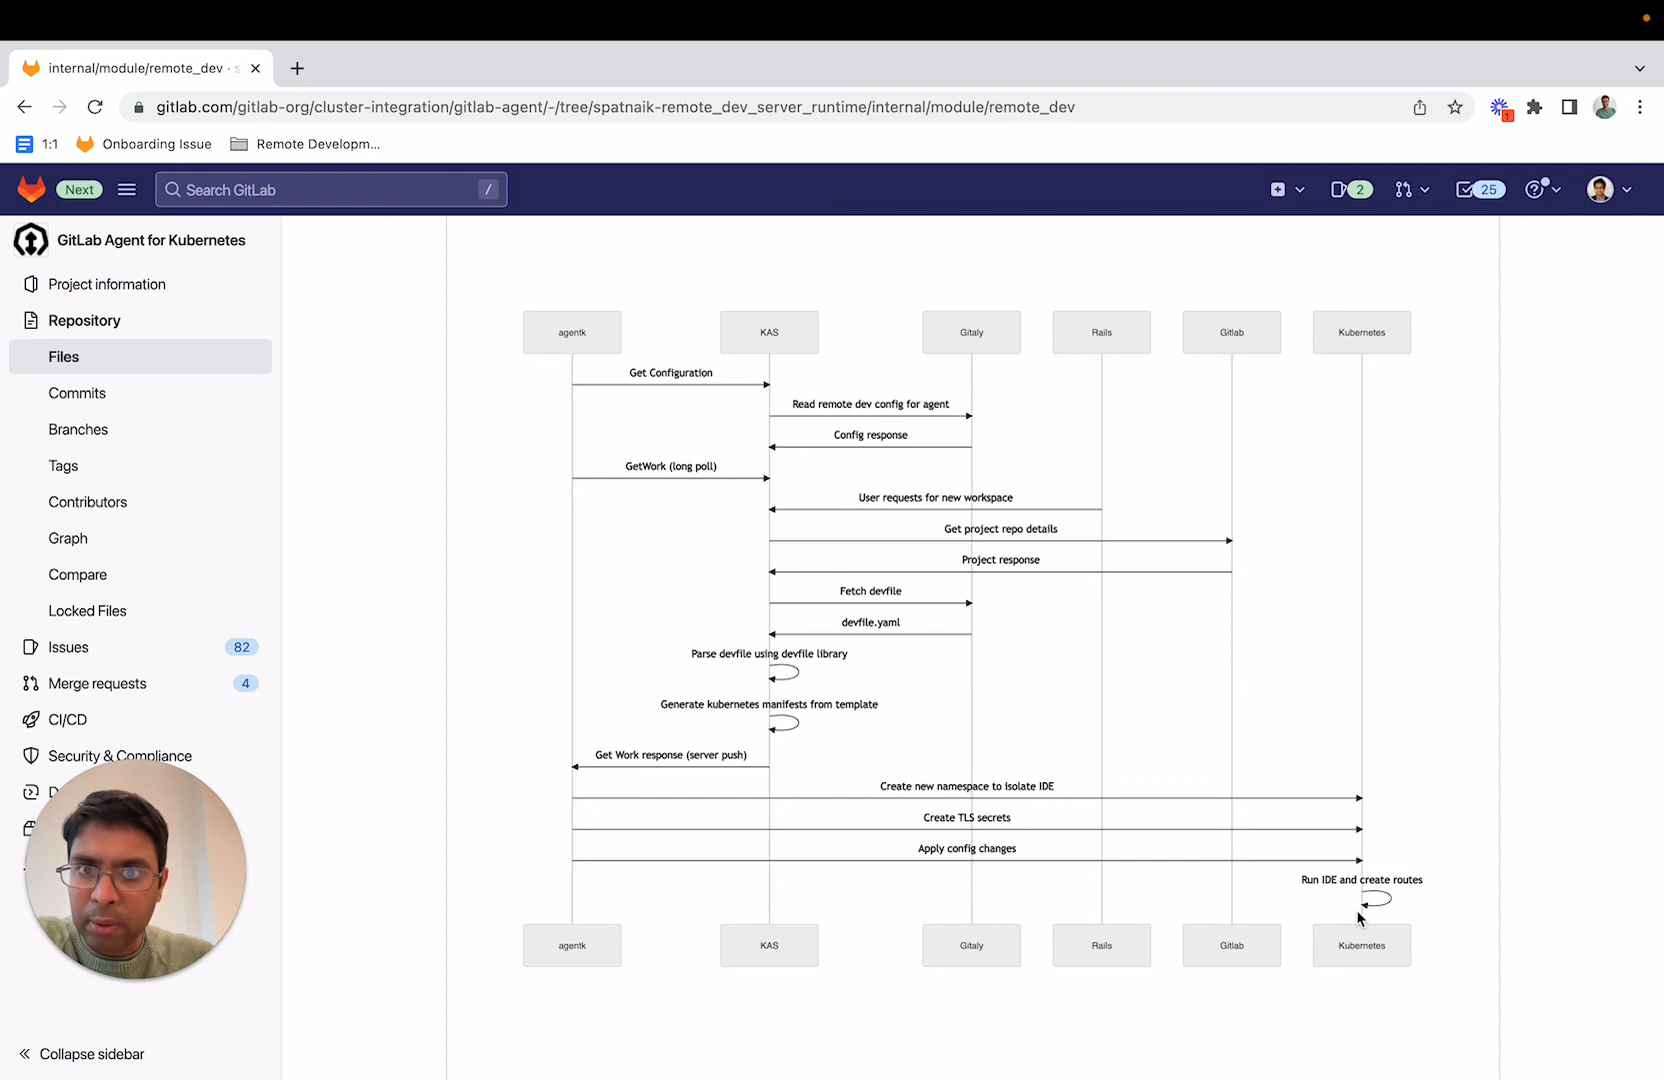 internal/module/remote_dev · s
gitlab.com/gitlab-org/cluster-integration/gitlab-agent/-/tree/spatnaik-remote_dev_server_runtime/internal/module/remote_dev
1
1:1
Onboarding Issue
Remote Developm...
Next
Search GitLab
/
2
25
GitLab Agent for Kubernetes
Project information
Repository
Files
Commits
Branches
Tags
Contributors
Graph
Compare
Locked Files
Issues
82
Merge requests
4
CI/CD
Security & Compliance
D
Collapse sidebar
agentk
KAS
Gitaly
Rails
Gitlab
Kubernetes
Get Configuration
Read remote dev config for agent
Config response
GetWork (long poll)
User requests for new workspace
Get project repo details
Project response
Fetch devfile
devfile.yaml
Parse devfile using devfile library
Generate kubernetes manifests from template
Get Work response (server push)
Create new namespace to isolate IDE
Create TLS secrets
Apply config changes
Run IDE and create routes
agentk
KAS
Gitaly
Rails
Gitlab
Kubernetes